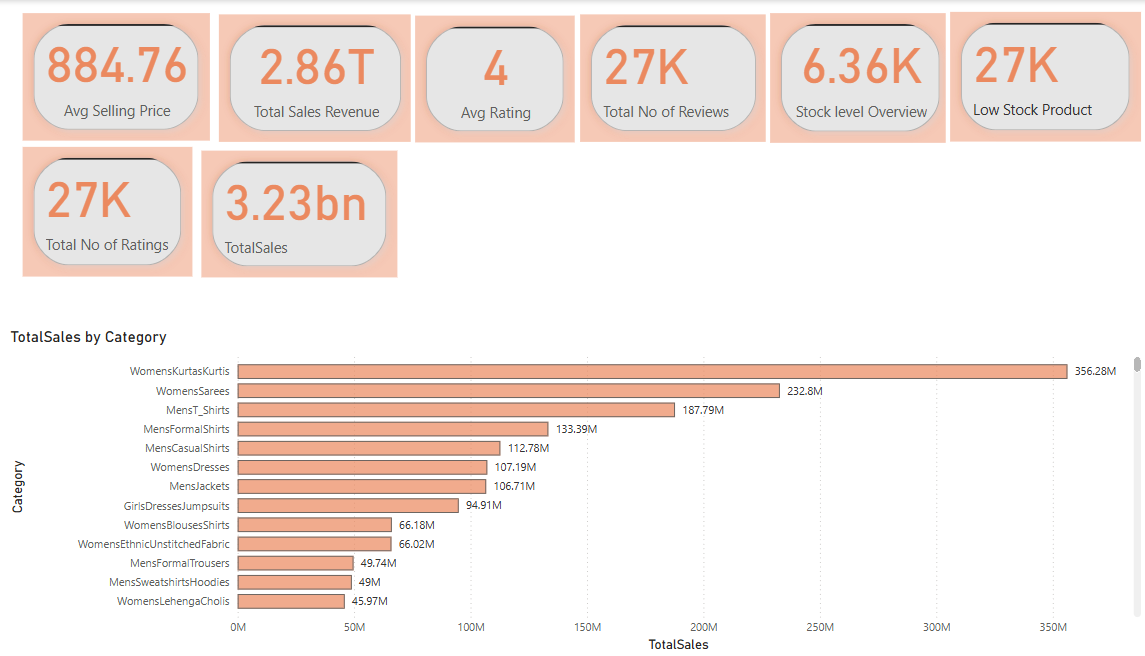 884.76
Avg Selling Price
2.86T
Total Sales Revenue
4
Avg Rating
27K
Total No of Reviews
6.36K
Stock level Overview
27K
Low Stock Product
27K
Total No of Ratings
3.23bn
TotalSales
TotalSales by Category
Category
WomensKurtasKurtis 356.28M
WomensSarees 232.8M
MensT_Shirts 187.79M
MensFormalShirts 133.39M
MensCasualShirts 112.78M
WomensDresses 107.19M
MensJackets 106.71M
GirlsDressesJumpsuits 94.91M
WomensBlousesShirts 66.18M
WomensEthnicUnstitchedFabric 66.02M
MensFormalTrousers 49.74M
MensSweatshirtsHoodies 49M
WomensLehengaCholis 45.97M
0M 50M 100M 150M 200M 250M 300M 350M
TotalSales